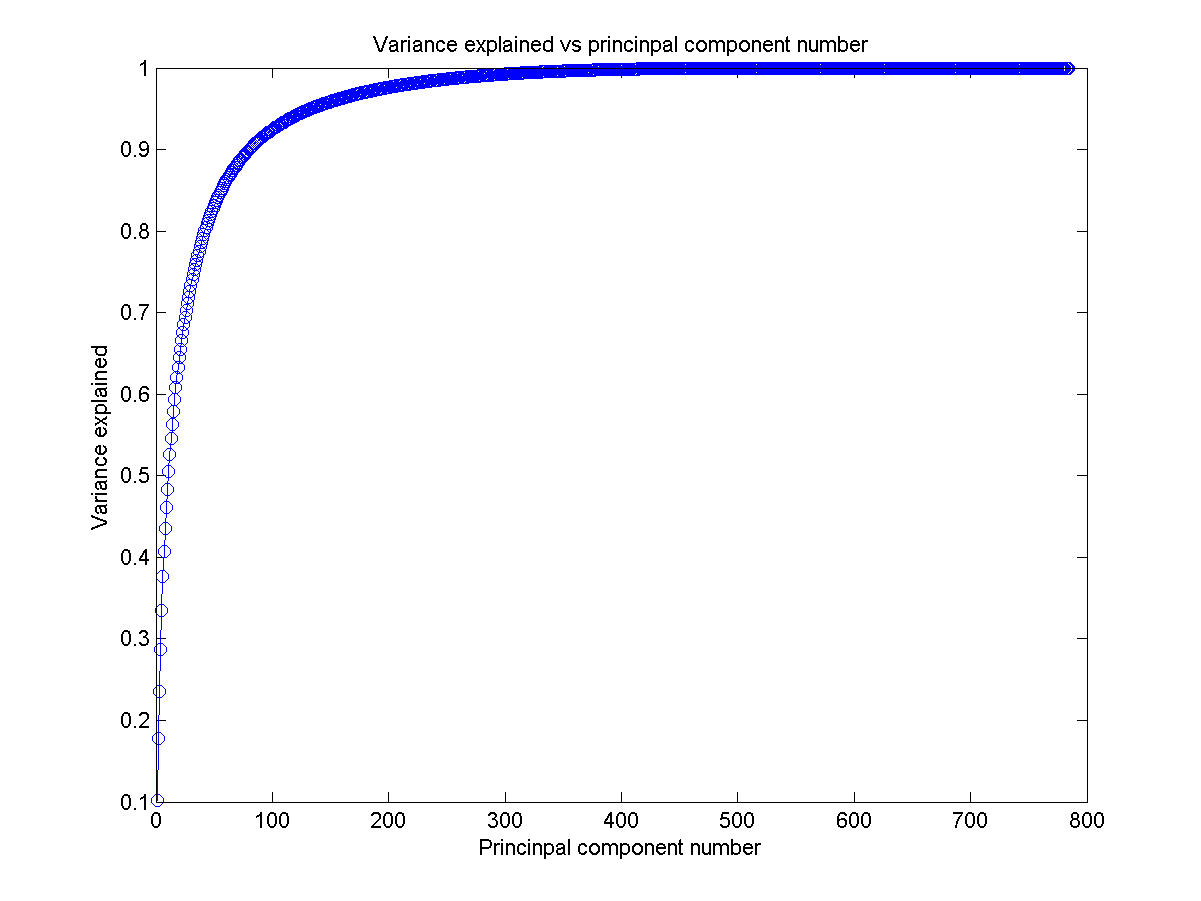 Variance explained vs princinpal component number
1
0.9
0.8
0.7
0.6
0.5
0.4
0.3
0.2
0.1
Variance explained
0 100 200 300 400 500 600 700 800
Princinpal component number